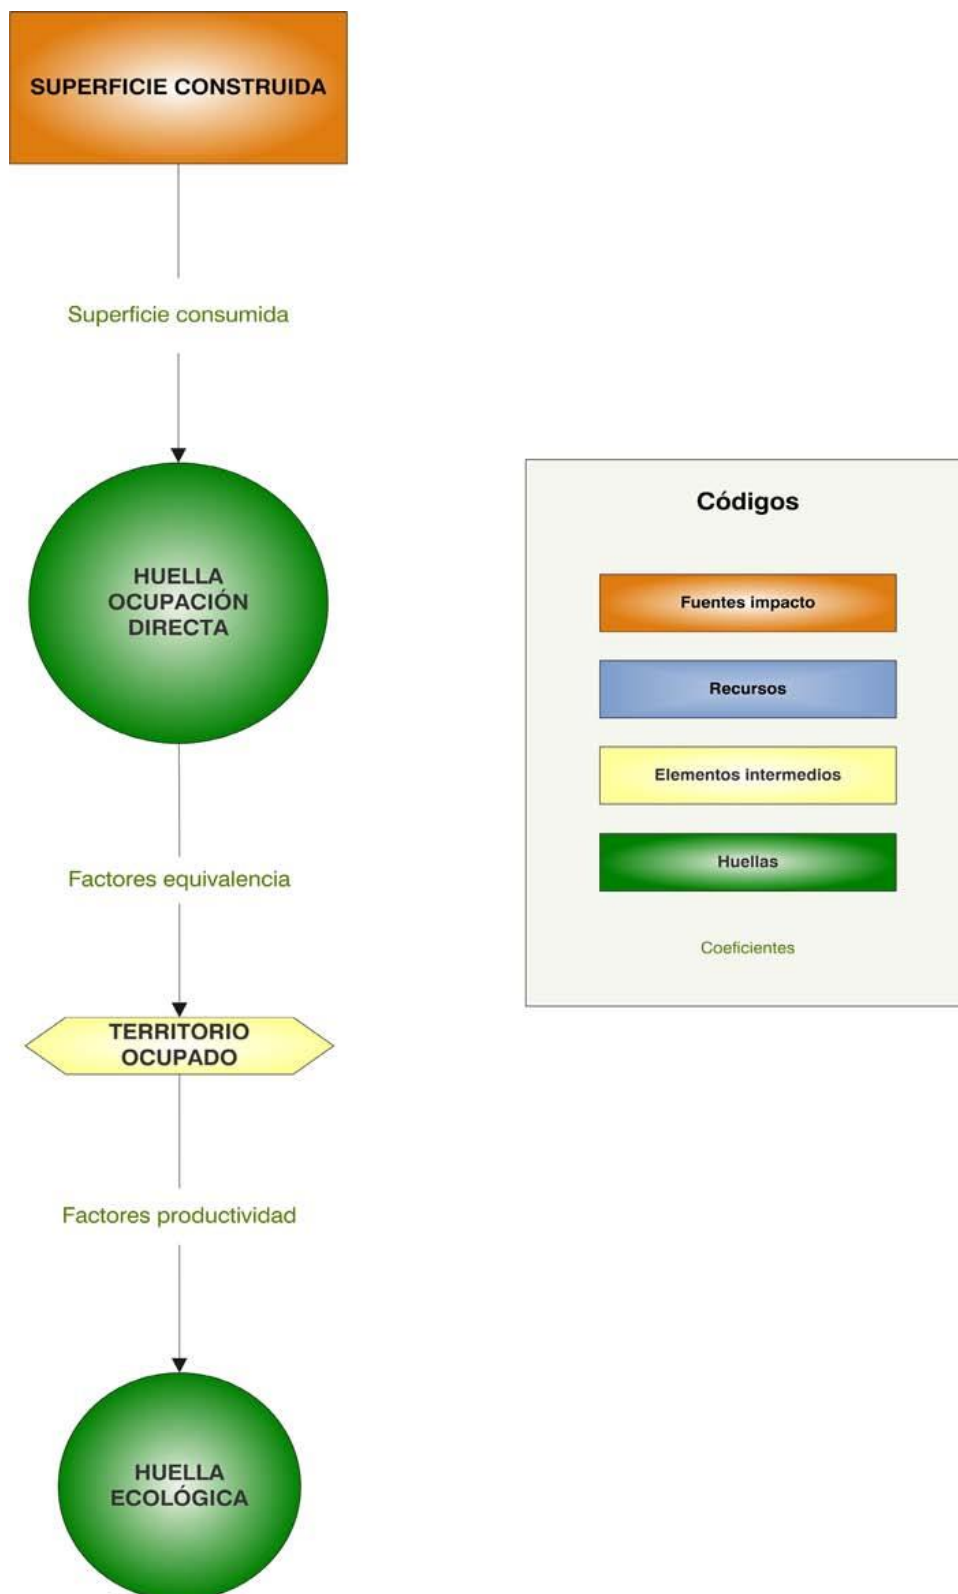 SUPERFICIE CONSTRUIDA
Superficie consumida
HUELLA
OCUPACIÓN
DIRECTA
Factores equivalencia
TERRITORIO
OCUPADO
Factores productividad
HUELLA
ECOLÓGICA
Códigos
Fuentes impacto
Recursos
Elementos intermedios
Huellas
Coeficientes